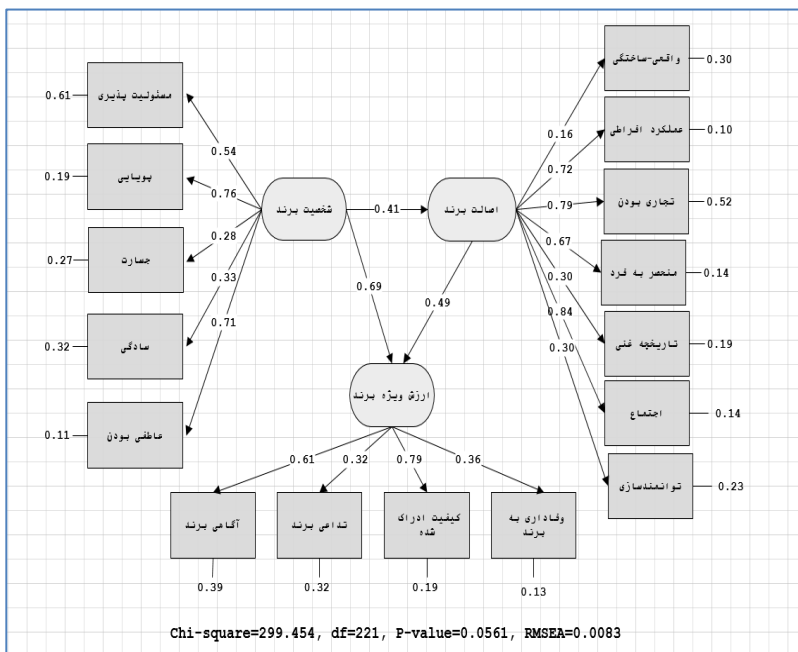 واقعی-ساختگی
0.30
مسئولیت پذیری
0.61
0.16
عملکرد افراطی
0.10
0.54
0.72
پویایی
0.19
0.76
شخصیت برند
0.41
اصالت برند
0.79
تجاری بودن
0.52
جسارت
0.27
0.28
0.67
منحصر به فرد
0.14
0.33
0.69
0.49
0.30
0.84
سادگی
0.32
0.71
0.30
تاریخچه غنی
0.19
ارزش ویژه برند
عاطفی بودن
0.11
اجتماع
0.14
0.61
0.32
0.79
0.36
توانمندسازی
0.23
آگاهی برند
تداعی برند
کیفیت ادراک
شده
وفاداری به
برند
0.39
0.32
0.19
0.13
Chi-square=299.454, df=221, P-value=0.0561, RMSEA=0.0083